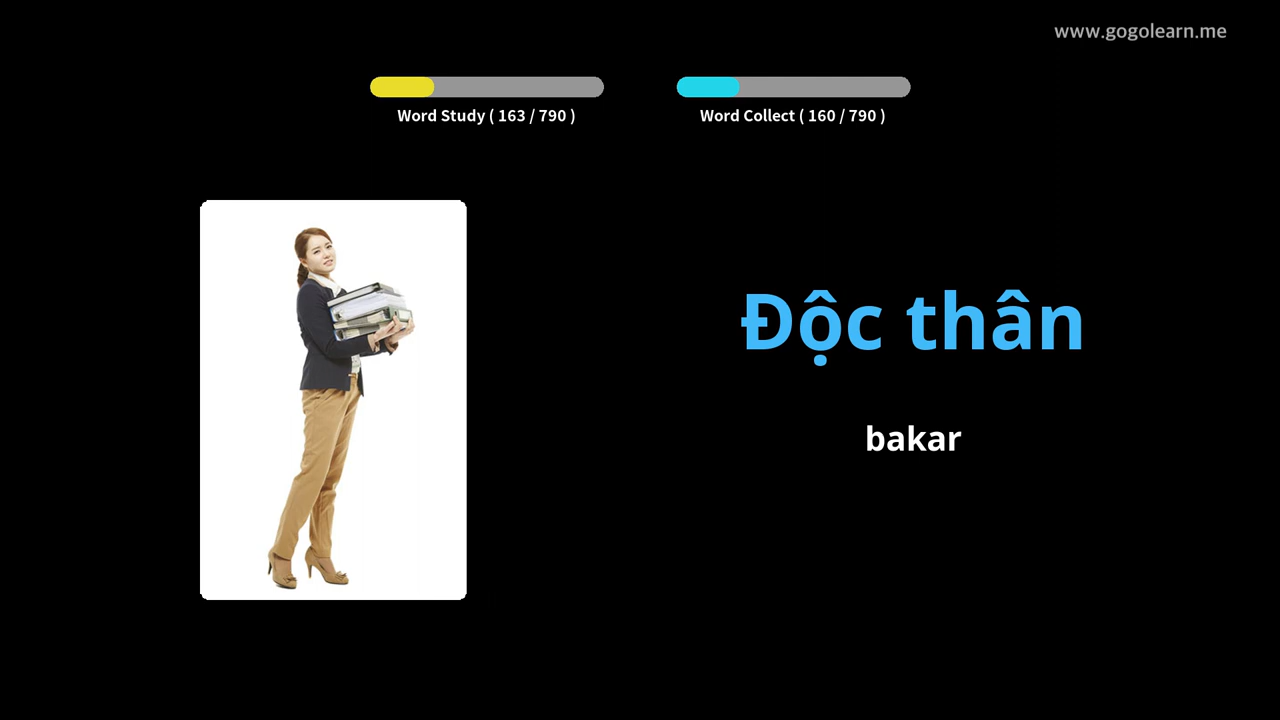 www.gogolearn.me
Word Study ( 163 / 790 )
Word Collect ( 160 / 790 )
Độc thân
bakar